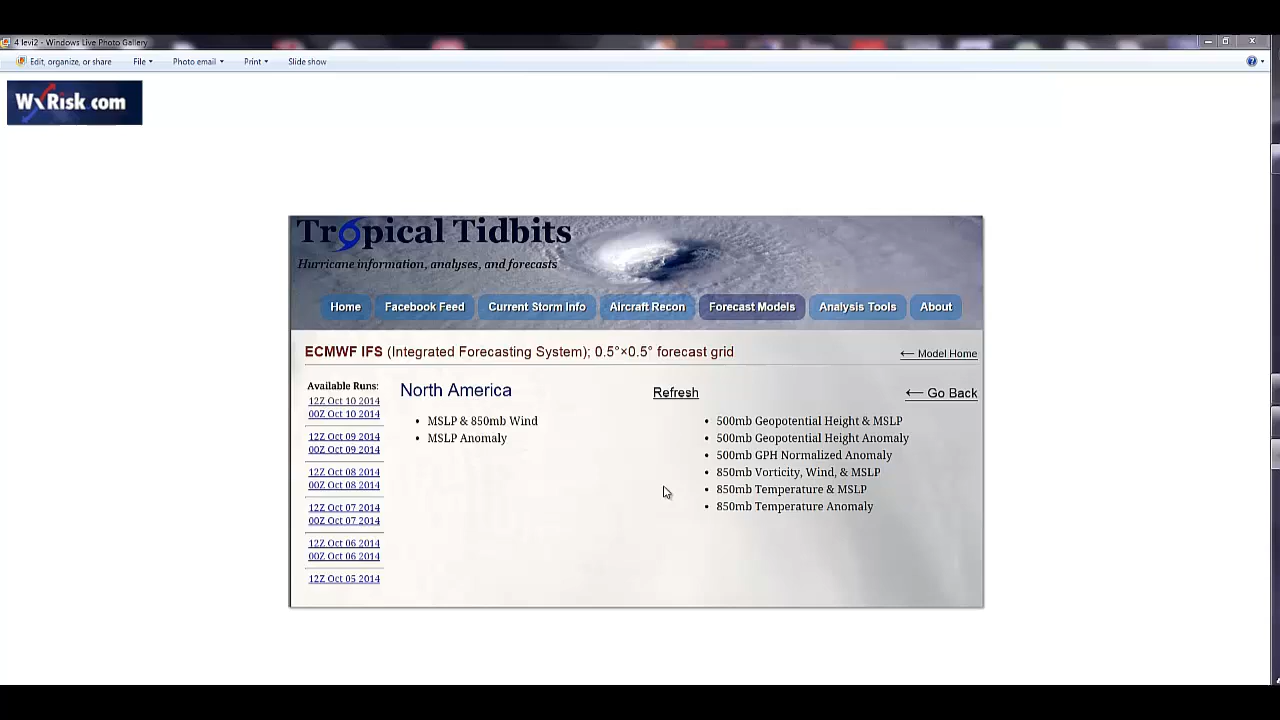 4 levi2 - Windows Live Photo Gallery
Edit, organize, or share File Photo email Print Slide show
WxRisk com
Tropical Tidbits
Hurricane information, analyses, and forecasts
Home Facebook Feed Current Storm Info Aircraft Recon Forecast Models Analysis Tools About
ECMWF IFS (Integrated Forecasting System); 0.5°×0.5° forecast grid
← Model Home
Available Runs:
12Z Oct 10 2014
00Z Oct 10 2014
12Z Oct 09 2014
00Z Oct 09 2014
12Z Oct 08 2014
00Z Oct 08 2014
12Z Oct 07 2014
00Z Oct 07 2014
12Z Oct 06 2014
00Z Oct 06 2014
12Z Oct 05 2014
North America
Refresh
← Go Back
• MSLP & 850mb Wind
• MSLP Anomaly
• 500mb Geopotential Height & MSLP
• 500mb Geopotential Height Anomaly
• 500mb GPH Normalized Anomaly
• 850mb Vorticity, Wind, & MSLP
• 850mb Temperature & MSLP
• 850mb Temperature Anomaly